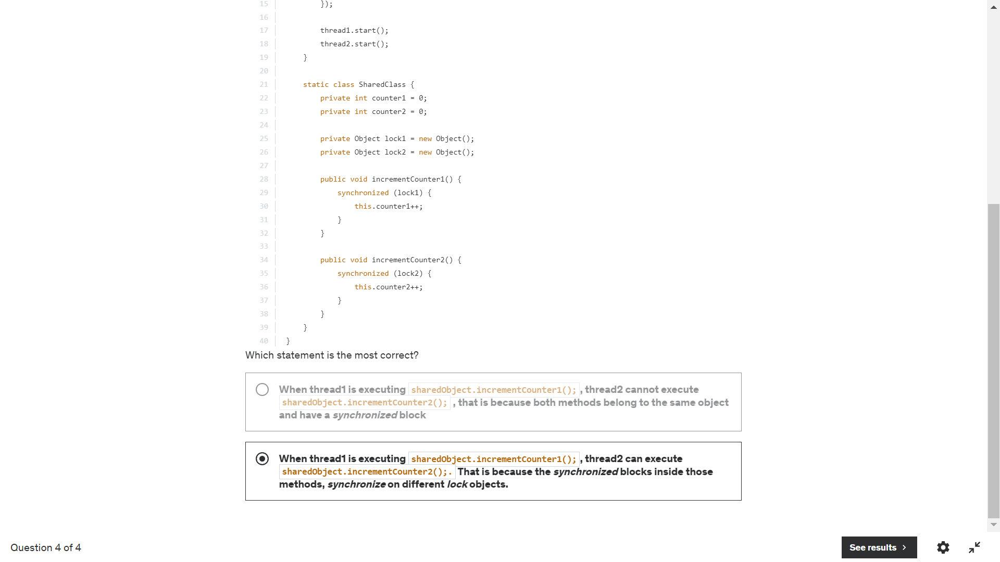 15 });
16
17 thread1.start();
18 thread2.start();
19 }
20
21 static class SharedClass {
22 private int counter1 = 0;
23 private int counter2 = 0;
24
25 private Object lock1 = new Object();
26 private Object lock2 = new Object();
27
28 public void incrementCounter1() {
29 synchronized (lock1) {
30 this.counter1++;
31 }
32 }
33
34 public void incrementCounter2() {
35 synchronized (lock2) {
36 this.counter2++;
37 }
38 }
39 }
40 }
Which statement is the most correct?
When thread1 is executing sharedObject.incrementCounter1();, thread2 cannot execute
sharedObject.incrementCounter2(); , that is because both methods belong to the same object
and have a synchronized block
When thread1 is executing sharedObject.incrementCounter1();, thread2 can execute
sharedObject.incrementCounter2();. That is because the synchronized blocks inside those
methods, synchronize on different lock objects.
Question 4 of 4
See results